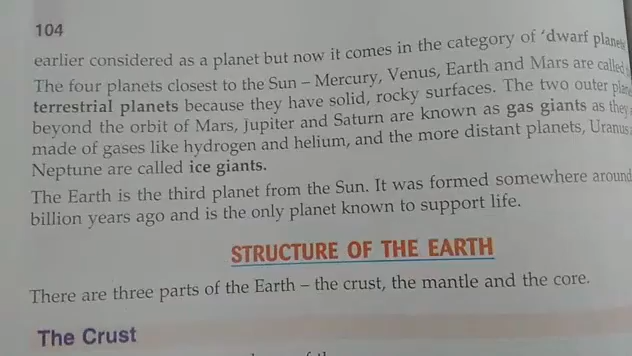 104
earlier considered as a planet but now it comes in the category of 'dwarf planet
The four planets closest to the Sun – Mercury, Venus, Earth and Mars are called
terrestrial planets because they have solid, rocky surfaces. The two outer
beyond the orbit of Mars, Jupiter and Saturn are known as gas giants as they
made of gases like hydrogen and helium, and the more distant planets, Uranus
Neptune are called ice giants.
The Earth is the third planet from the Sun. It was formed somewhere around
billion years ago and is the only planet known to support life.
STRUCTURE OF THE EARTH
There are three parts of the Earth – the crust, the mantle and the core.
The Crust